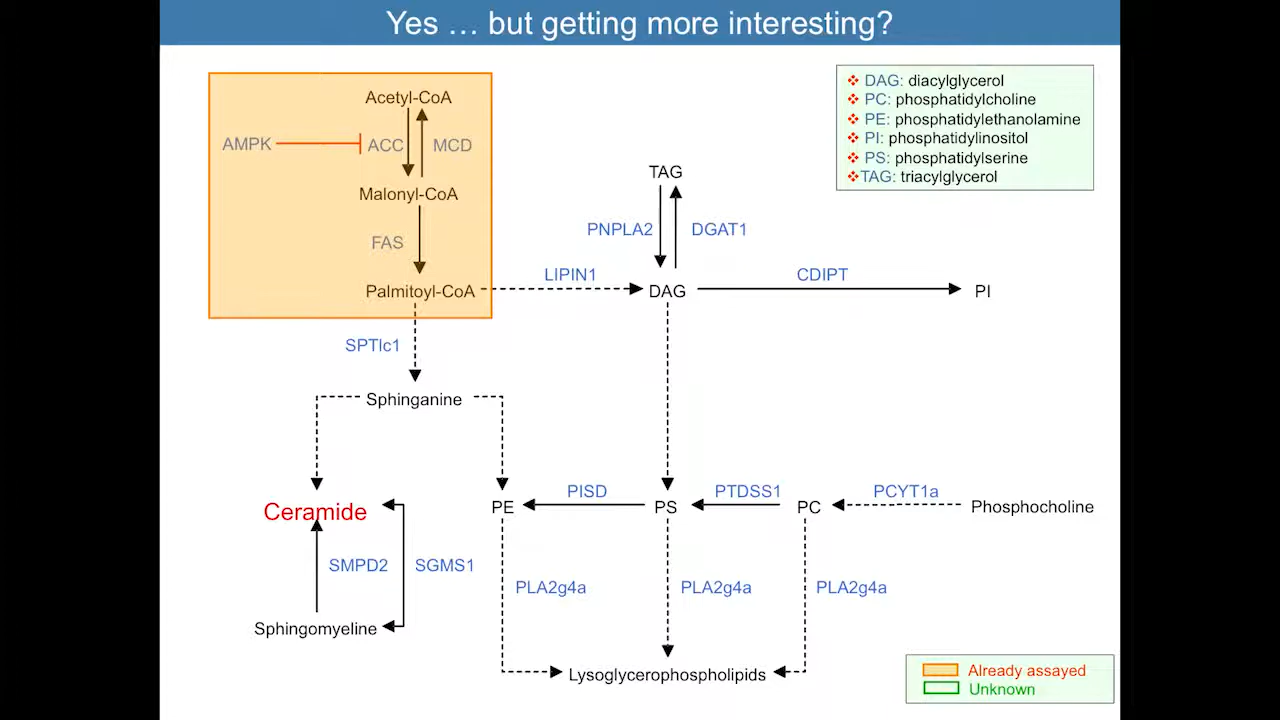 Yes … but getting more interesting?
DAG: diacylglycerol
PC: phosphatidylcholine
PE: phosphatidylethanolamine
PI: phosphatidylinositol
PS: phosphatidylserine
TAG: triacylglycerol
Acetyl-CoA
AMPK
ACC
MCD
Malonyl-CoA
FAS
Palmitoyl-CoA
TAG
PNPLA2
DGAT1
LIPIN1
DAG
CDIPT
PI
SPTlc1
Sphinganine
Ceramide
PE
PISD
PS
PTDSS1
PC
PCYT1a
Phosphocholine
SMPD2
SGMS1
PLA2g4a
PLA2g4a
PLA2g4a
Sphingomyeline
Lysoglycerophospholipids
Already assayed
Unknown